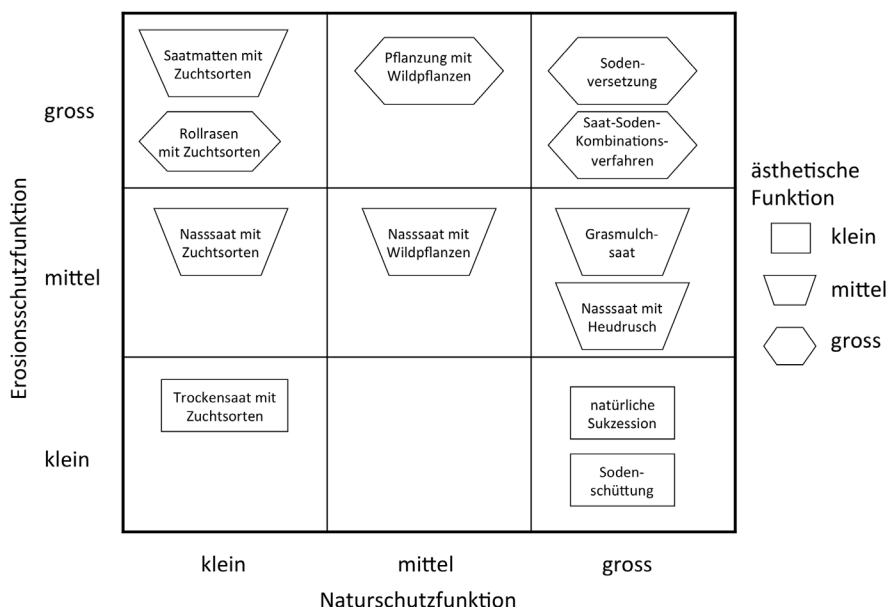 Saatmatten mit
Zuchtsorten
Pflanzung mit
Wildpflanzen
Soden-
versetzung
gross
Rollrasen
mit Zuchtsorten
Saat-Soden-
Kombinations-
verfahren
Erosionsschutzfunktion
mittel
Nasssaat mit
Zuchtsorten
Nasssaat mit
Wildpflanzen
Grasmulch-
saat
Nasssaat mit
Heudrusch
klein
Trockensaat mit
Zuchtsorten
natürliche
Sukzession
Soden-
schüttung
klein
mittel
gross
Naturschutzfunktion
ästhetische
Funktion
klein
mittel
gross